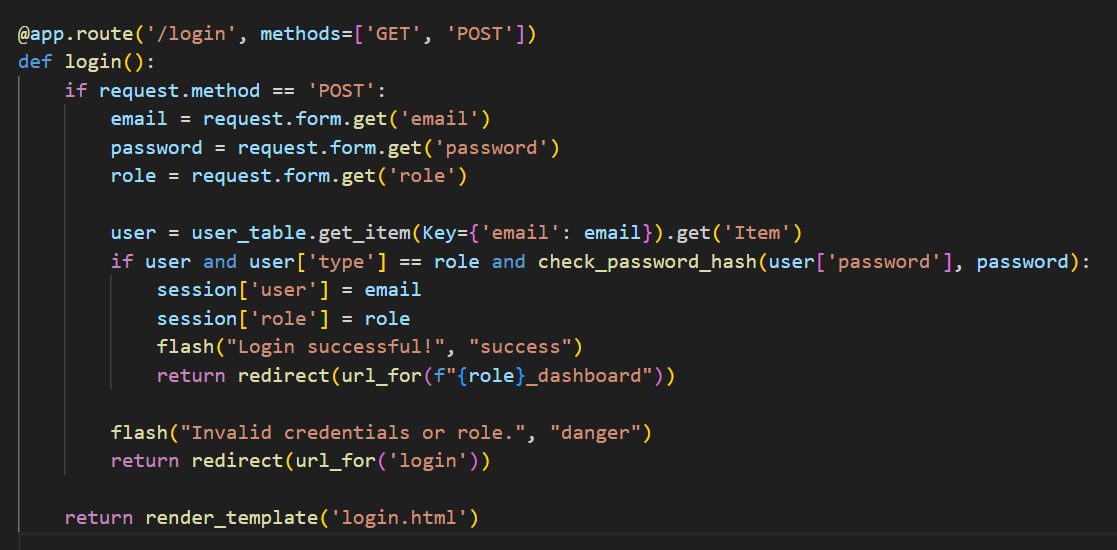 @app.route('/login', methods=['GET', 'POST'])
def login():
    if request.method == 'POST':
        email = request.form.get('email')
        password = request.form.get('password')
        role = request.form.get('role')

        user = user_table.get_item(Key={'email': email}).get('Item')
        if user and user['type'] == role and check_password_hash(user['password'], password):
            session['user'] = email
            session['role'] = role
            flash("Login successful!", "success")
            return redirect(url_for(f"{role}_dashboard"))

        flash("Invalid credentials or role.", "danger")
        return redirect(url_for('login'))

    return render_template('login.html')